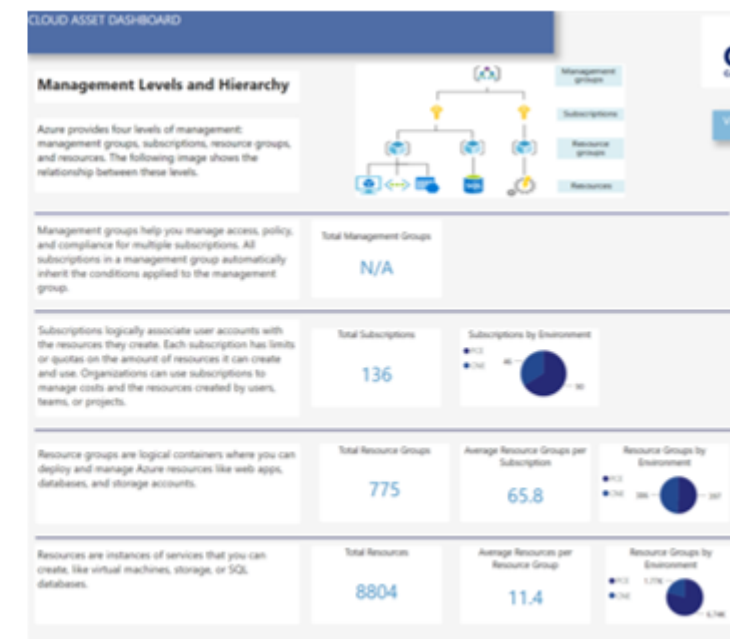 CLOUD ASSET DASHBOARD
Management Levels and Hierarchy
Azure provides four levels of management:
management groups, subscriptions, resource groups,
and resources. The following image shows the
relationship between these levels.
Management
groups
Subscriptions
Resource
groups
Resources
SQL
Management groups help you manage access, policy,
and compliance for multiple subscriptions. All
subscriptions in a management group automatically
inherit the conditions applied to the management
group.
Total Management Groups
N/A
Subscriptions logically associate user accounts with
the resources they create. Each subscription has limits
or quotas on the amount of resources it can create
and use. Organizations can use subscriptions to
manage costs and the resources created by users,
teams, or projects.
Total Subscriptions
136
Subscriptions by Environment
46
90
Resource groups are logical containers where you can
deploy and manage Azure resources like web apps,
databases, and storage accounts.
Total Resource Groups
775
Average Resource Groups per
Subscription
65.8
Resource Groups by
Environment
Resources are instances of services that you can
create, like virtual machines, storage, or SQL
databases.
Total Resources
8804
Average Resources per
Resource Group
11.4
Resource Groups by
Environment